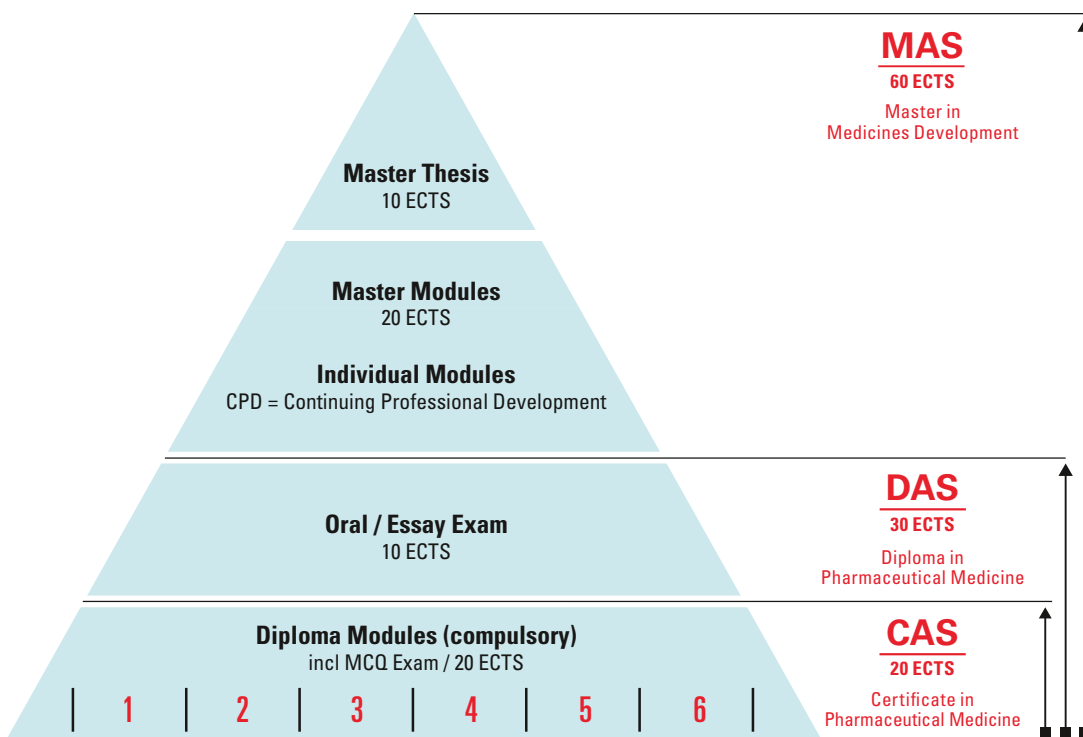 MAS
60 ECTS
Master in
Medicines Development
Master Thesis
10 ECTS
Master Modules
20 ECTS
Individual Modules
CPD = Continuing Professional Development
DAS
30 ECTS
Diploma in
Pharmaceutical Medicine
Oral / Essay Exam
10 ECTS
Diploma Modules (compulsory)
incl MCQ Exam / 20 ECTS
1 2 3 4 5 6
CAS
20 ECTS
Certificate in
Pharmaceutical Medicine